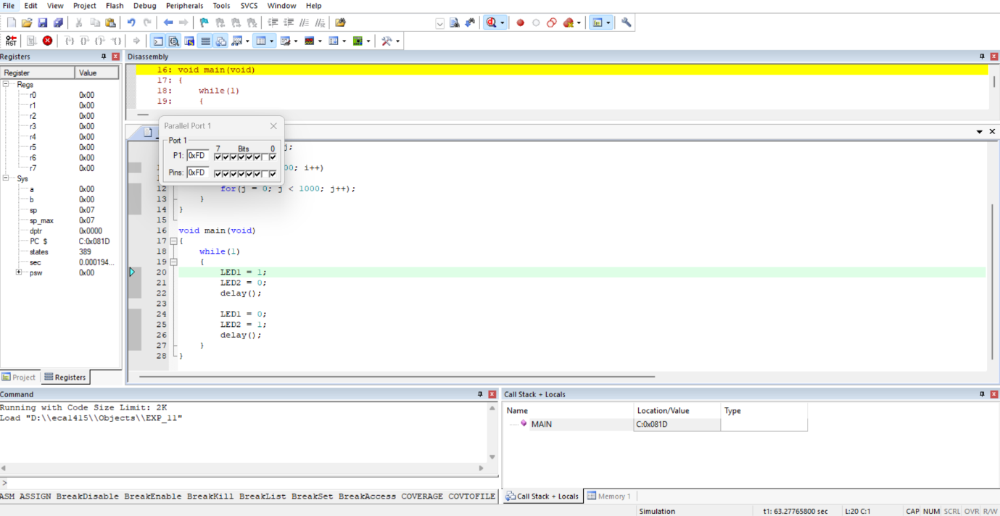 File Edit View Project Flash Debug Peripherals Tools SVCS Window Help
RST
Registers
Register Value
Regs
r0 0x00
r1 0x00
r2 0x00
r3 0x00
r4 0x00
r5 0x00
r6 0x00
r7 0x00
Sys
a 0x00
b 0x00
sp 0x07
sp_max 0x07
dptr 0x0000
PC $ C:0x081D
states 389
sec 0.000194...
psw 0x00
Project Registers
Disassembly
16: void main(void)
17: {
18: while(1)
19: {
Parallel Port 1
Port 1
7 Bits 0
P1: 0xFD
Pins: 0xFD
j;
00; i++)
12 for(j = 0; j < 1000; j++);
13 }
14 }
15
16 void main(void)
17 {
18 while(1)
19 {
20 LED1 = 1;
21 LED2 = 0;
22 delay();
23
24 LED1 = 0;
25 LED2 = 1;
26 delay();
27 }
28 }
Command
Running with Code Size Limit: 2K
Load "D:\\eca1415\\Objects\\EXP_11"
>
ASM ASSIGN BreakDisable BreakEnable BreakKill BreakList BreakSet BreakAccess COVERAGE COVTOFILE
Call Stack + Locals
Name Location/Value Type
MAIN C:0x081D
Call Stack + Locals Memory 1
Simulation t1: 63.27765800 sec L:20 C:1 CAP NUM SCRL OVR R/W